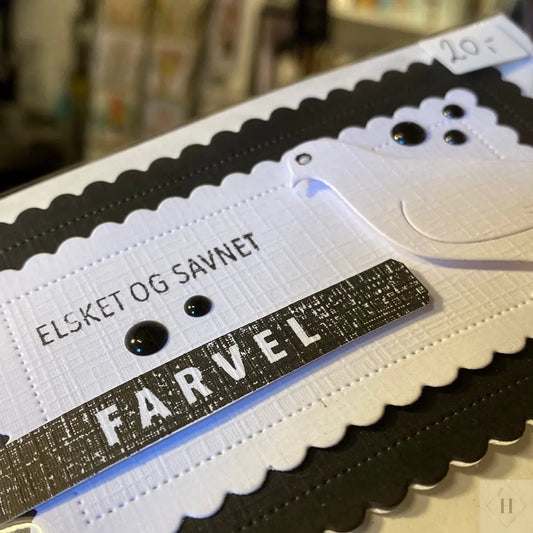 20,-
ELSKET OG SAVNET
FARVEL
H